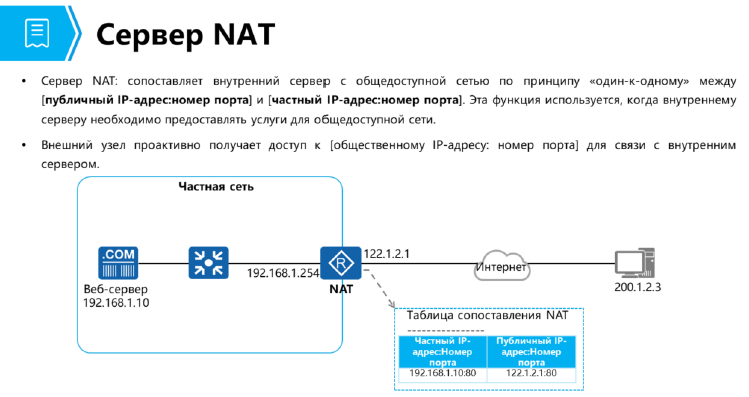 Сервер NAT
• Сервер NAT: сопоставляет внутренний сервер с общедоступной сетью по принципу «один-к-одному» между
[публичный IP-адрес:номер порта] и [частный IP-адрес:номер порта]. Эта функция используется, когда внутреннему
серверу необходимо предоставлять услуги для общедоступной сети.
• Внешний узел проактивно получает доступ к [общественному IP-адресу: номер порта] для связи с внутренним
сервером.
Частная сеть
.COM
122.1.2.1
192.168.1.254
R
Интернет
Веб-сервер
192.168.1.10
NAT
200.1.2.3
Таблица сопоставления NAT
----------------
Частный IP-
адрес:Номер
порта
Публичный IP-
адрес:Номер
порта
192.168.1.10:80
122.1.2.1:80